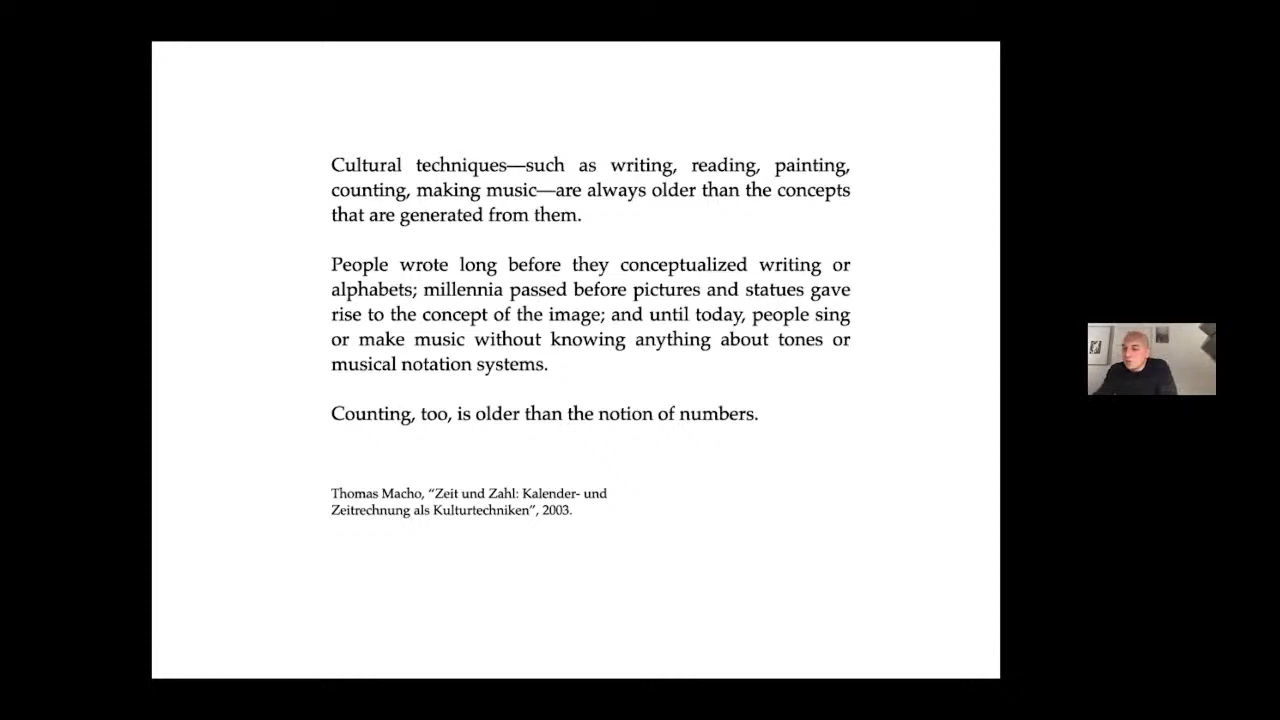 Cultural techniques—such as writing, reading, painting,
counting, making music—are always older than the concepts
that are generated from them.
People wrote long before they conceptualized writing or
alphabets; millennia passed before pictures and statues gave
rise to the concept of the image; and until today, people sing
or make music without knowing anything about tones or
musical notation systems.
Counting, too, is older than the notion of numbers.
Thomas Macho, “Zeit und Zahl: Kalender- und
Zeitrechnung als Kulturtechniken”, 2003.